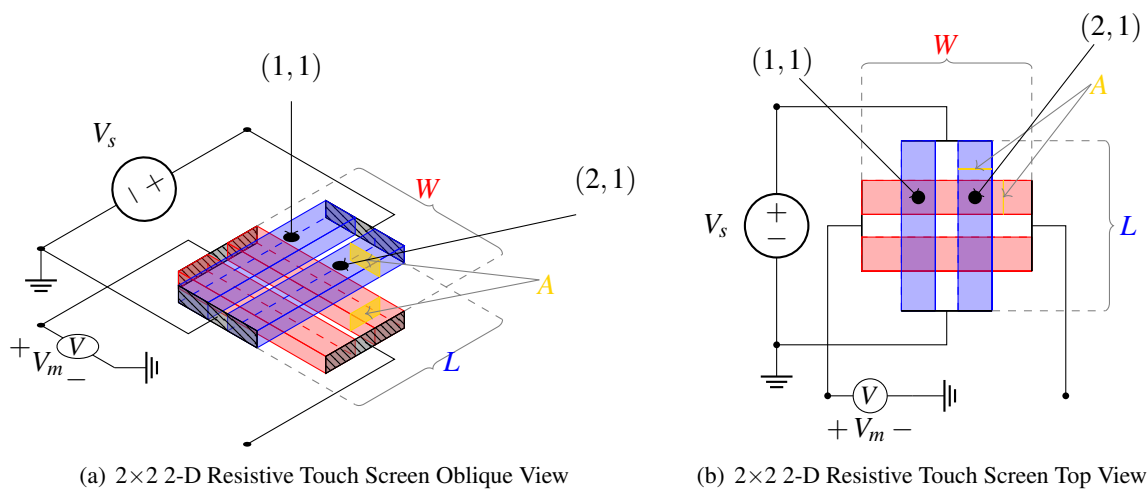 (1,1)
V_s
− +
W
(2,1)
A
+ V_m −
V
L
(a) 2×2 2-D Resistive Touch Screen Oblique View
(2,1)
W
(1,1)
A
V_s
+
−
L
V
+ V_m −
(b) 2×2 2-D Resistive Touch Screen Top View